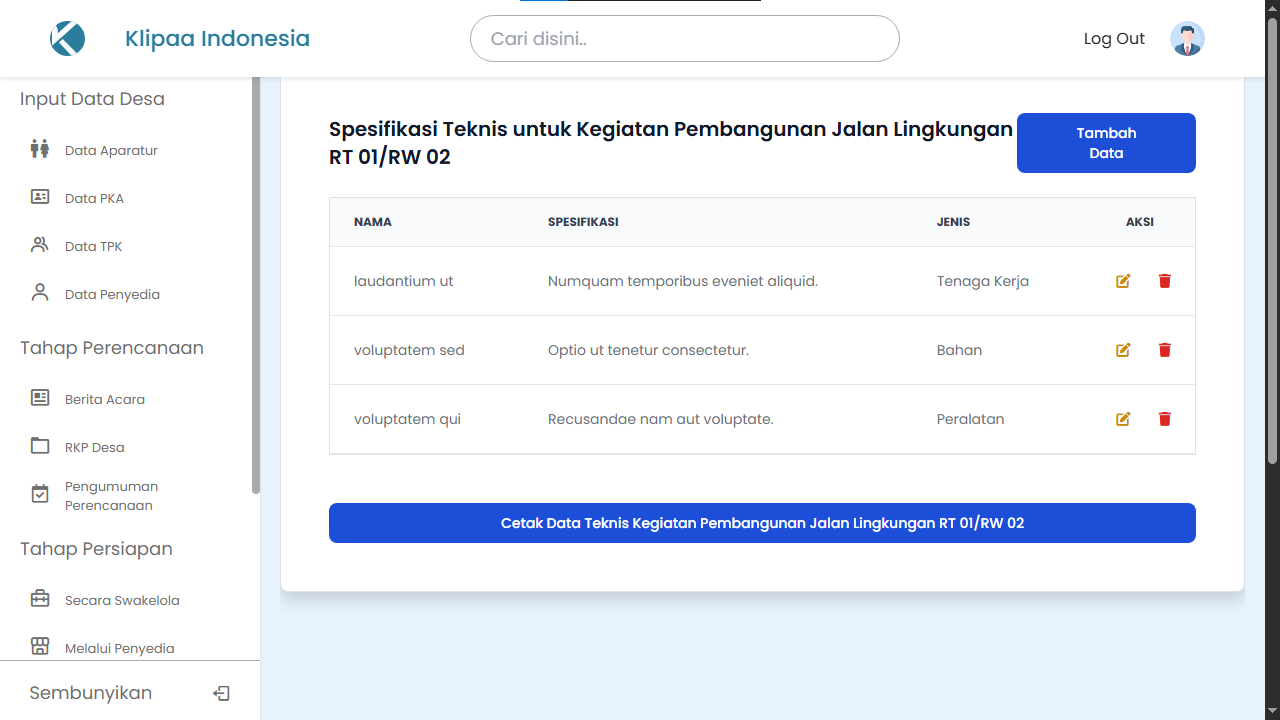 Klipaa Indonesia
Cari disini..
Log Out
Input Data Desa
Data Aparatur
Data PKA
Data TPK
Data Penyedia
Tahap Perencanaan
Berita Acara
RKP Desa
Pengumuman
Perencanaan
Tahap Persiapan
Secara Swakelola
Melalui Penyedia
Sembunyikan
Spesifikasi Teknis untuk Kegiatan Pembangunan Jalan Lingkungan
RT 01/RW 02
Tambah
Data
NAMA SPESIFIKASI JENIS AKSI
laudantium ut Numquam temporibus eveniet aliquid. Tenaga Kerja
voluptatem sed Optio ut tenetur consectetur. Bahan
voluptatem qui Recusandae nam aut voluptate. Peralatan
Cetak Data Teknis Kegiatan Pembangunan Jalan Lingkungan RT 01/RW 02